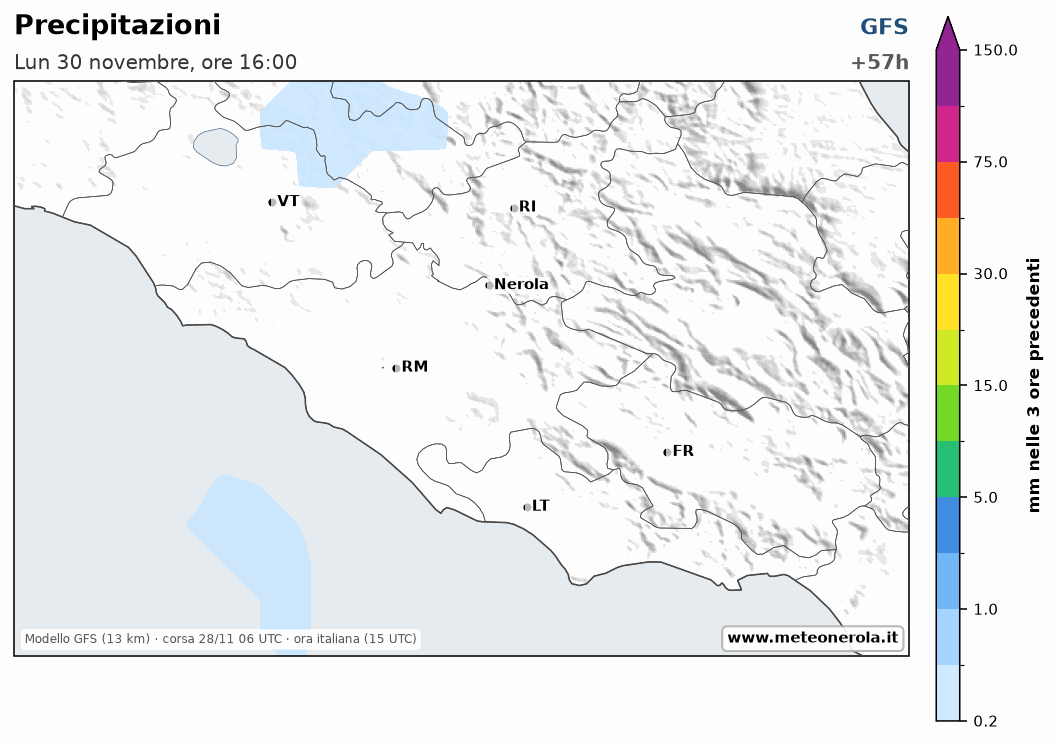 Precipitazioni
GFS
Lun 30 novembre, ore 16:00
+57h
150.0
75.0
30.0
15.0
5.0
1.0
0.2
mm nelle 3 ore precedenti
VT
RI
Nerola
RM
FR
LT
Modello GFS (13 km) · corsa 28/11 06 UTC · ora italiana (15 UTC)
www.meteonerola.it